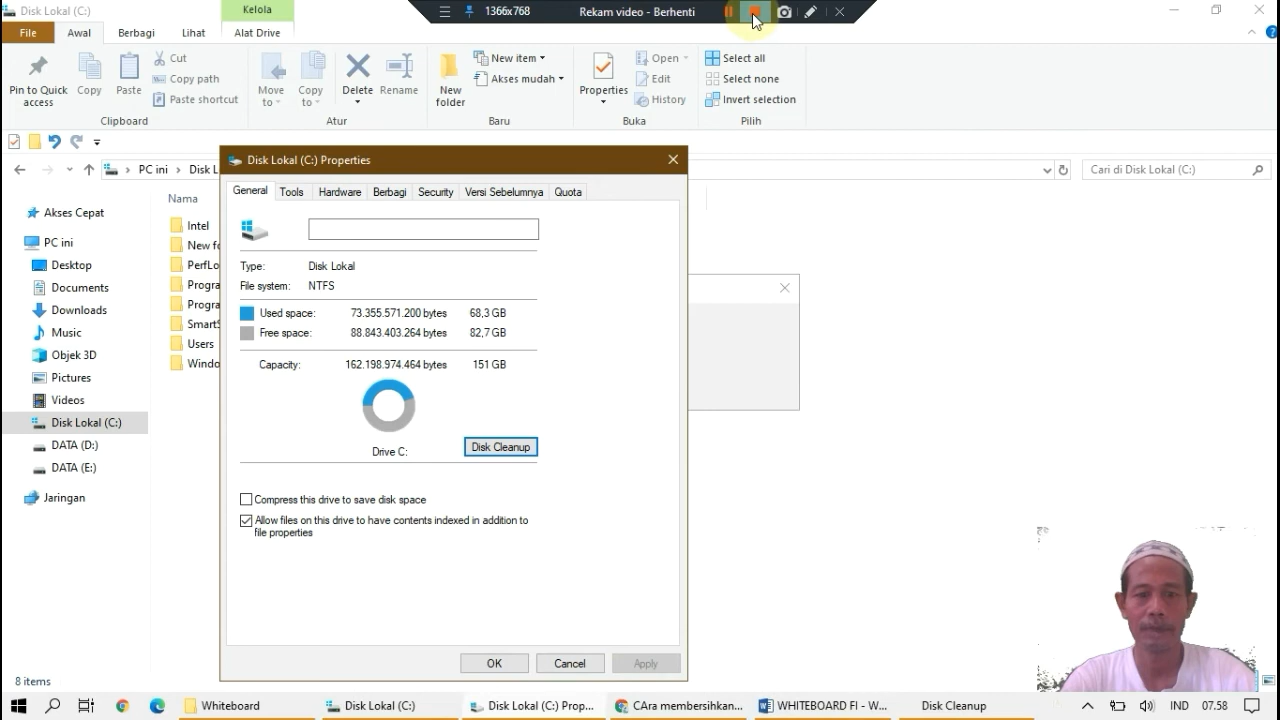 Disk Lokal (C:)
Kelola
1366x768
Rekam video - Berhenti
File
Awal
Berbagi
Lihat
Alat Drive
Pin to Quick access
Copy
Paste
Cut
Copy path
Paste shortcut
Clipboard
Move to
Copy to
Delete
Rename
Atur
New folder
New item
Akses mudah
Baru
Properties
Open
Edit
History
Buka
Select all
Select none
Invert selection
Pilih
PC ini
Disk L
Cari di Disk Lokal (C:)
Akses Cepat
PC ini
Desktop
Documents
Downloads
Music
Objek 3D
Pictures
Videos
Disk Lokal (C:)
DATA (D:)
DATA (E:)
Jaringan
Nama
Intel
New fo
PerfLo
Progra
Progra
SmartS
Users
Windo
Disk Lokal (C:) Properties
General
Tools
Hardware
Berbagi
Security
Versi Sebelumnya
Quota
Type: Disk Lokal
File system: NTFS
Used space: 73.355.571.200 bytes 68,3 GB
Free space: 88.843.403.264 bytes 82,7 GB
Capacity: 162.198.974.464 bytes 151 GB
Drive C:
Disk Cleanup
Compress this drive to save disk space
Allow files on this drive to have contents indexed in addition to
file properties
OK
Cancel
Apply
8 items
Whiteboard
Disk Lokal (C:)
Disk Lokal (C:) Prop...
CAra membersihkan...
WHITEBOARD FI - W...
Disk Cleanup
IND
07.58